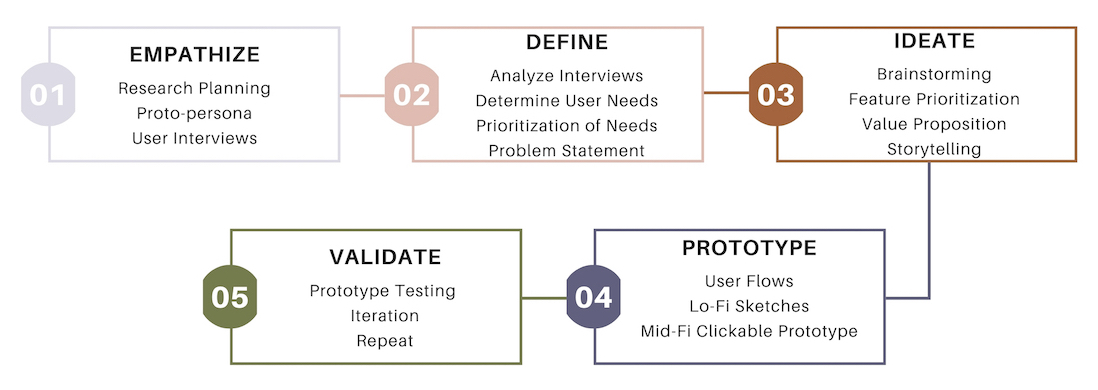 01
EMPATHIZE
Research Planning
Proto-persona
User Interviews
02
DEFINE
Analyze Interviews
Determine User Needs
Prioritization of Needs
Problem Statement
03
IDEATE
Brainstorming
Feature Prioritization
Value Proposition
Storytelling
04
PROTOTYPE
User Flows
Lo-Fi Sketches
Mid-Fi Clickable Prototype
05
VALIDATE
Prototype Testing
Iteration
Repeat